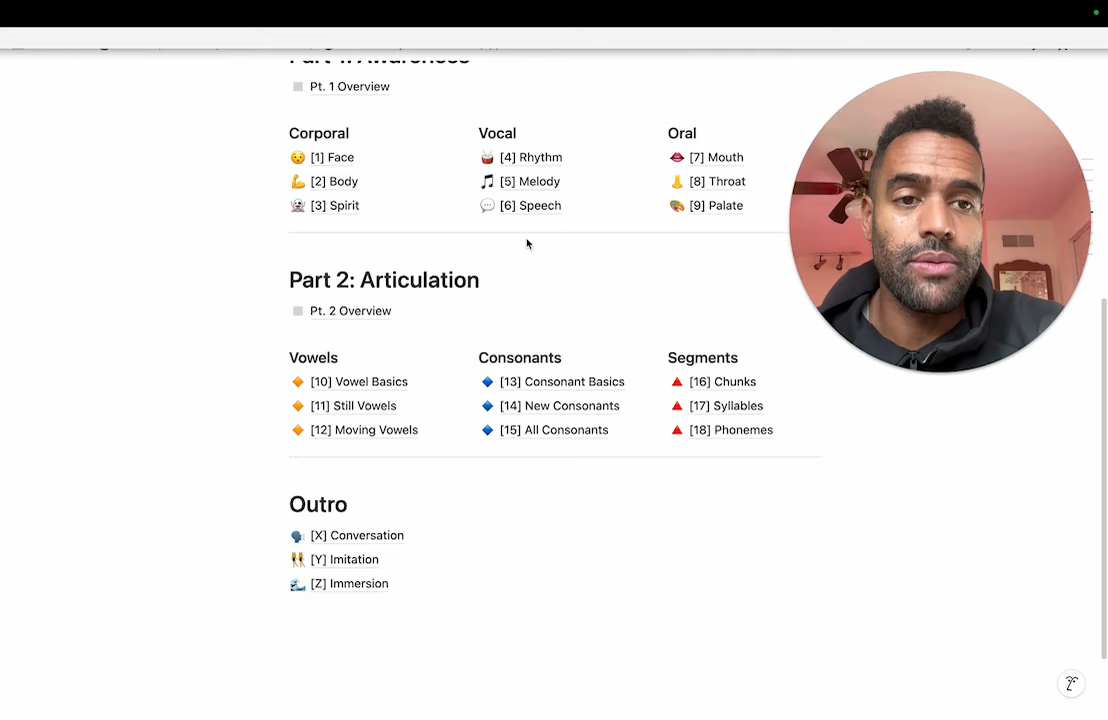 Part 1: Awareness
Pt. 1 Overview
Corporal
[1] Face
[2] Body
[3] Spirit
Vocal
[4] Rhythm
[5] Melody
[6] Speech
Oral
[7] Mouth
[8] Throat
[9] Palate
Part 2: Articulation
Pt. 2 Overview
Vowels
[10] Vowel Basics
[11] Still Vowels
[12] Moving Vowels
Consonants
[13] Consonant Basics
[14] New Consonants
[15] All Consonants
Segments
[16] Chunks
[17] Syllables
[18] Phonemes
Outro
[X] Conversation
[Y] Imitation
[Z] Immersion